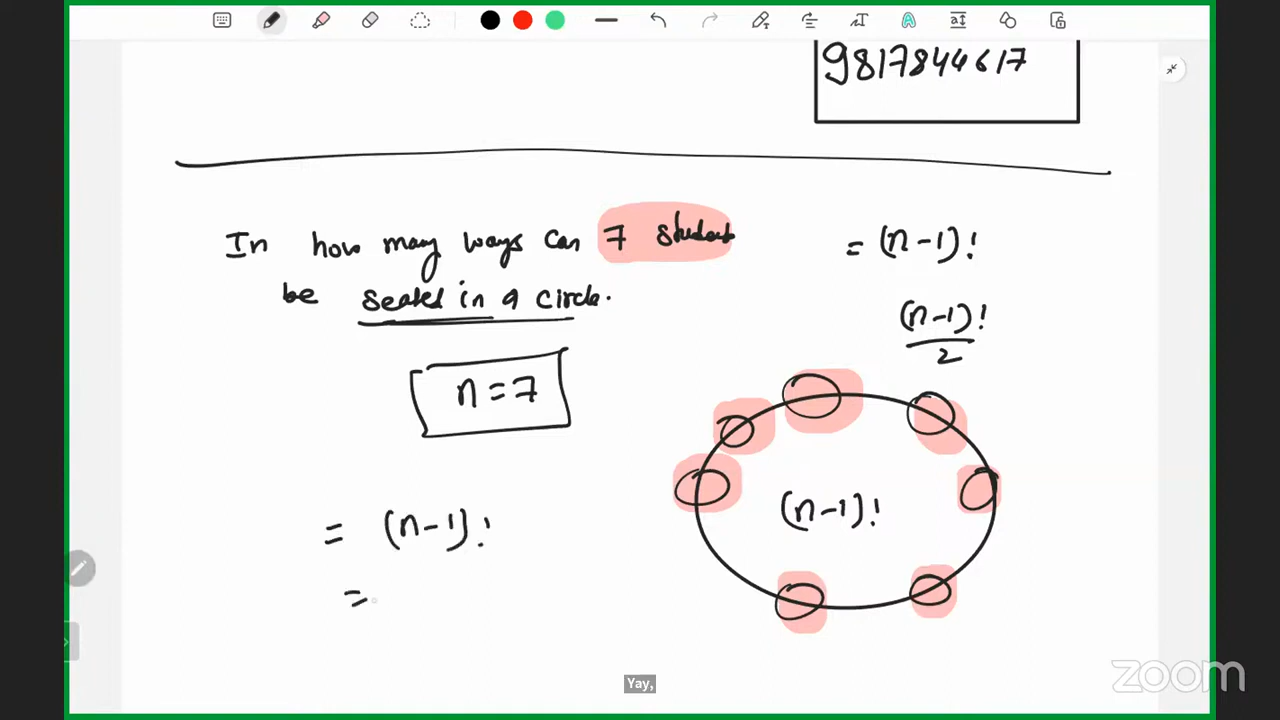 9817844617
In how many ways can 7 student
be seated in a circle.
= (n-1)!
(n-1)!
2
n=7
(n-1)!
= (n-1)!
=
Yay,
zoom